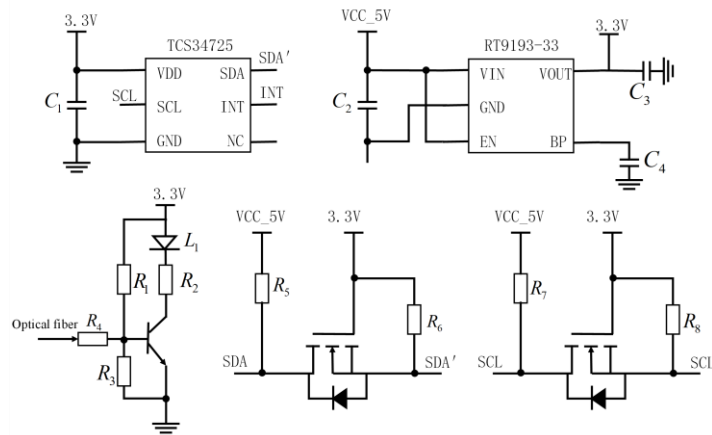 3.3V
TCS34725
VDD
SDA
SDA'
C1
SCL
SCL
INT
INT
GND
NC
VCC_5V
RT9193-33
3.3V
VIN
VOUT
C2
GND
C3
EN
BP
C4
3.3V
L1
R1
R2
Optical fiber
R4
R3
VCC_5V
3.3V
R5
R6
SDA
SDA'
VCC_5V
3.3V
R7
R8
SCL
SCL